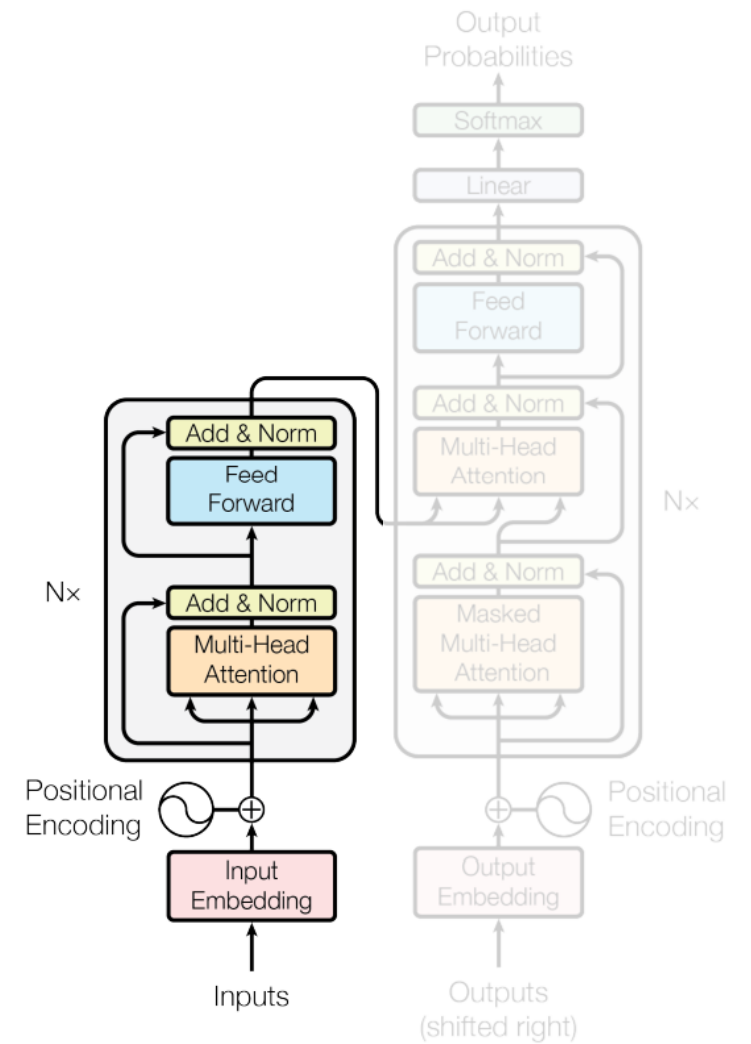 Output
Probabilities
Softmax
Linear
Add & Norm
Feed
Forward
Add & Norm
Multi-Head
Attention
Nx
Add & Norm
Masked
Multi-Head
Attention
Positional
Encoding
Output
Embedding
Outputs
(shifted right)
Add & Norm
Feed
Forward
Nx
Add & Norm
Multi-Head
Attention
Positional
Encoding
Input
Embedding
Inputs